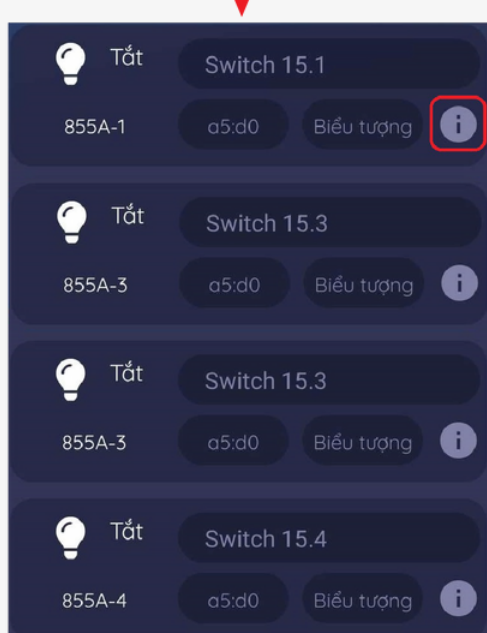 Tắt
Switch 15.1
855A-1 a5:d0 Biểu tượng i
Tắt
Switch 15.3
855A-3 a5:d0 Biểu tượng i
Tắt
Switch 15.3
855A-3 a5:d0 Biểu tượng i
Tắt
Switch 15.4
855A-4 a5:d0 Biểu tượng i